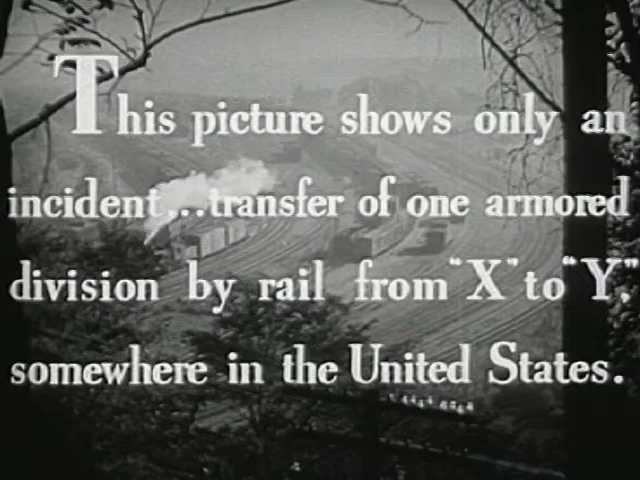 This picture shows only an
incident...transfer of one armored
division by rail from "X" to "Y",
somewhere in the United States.